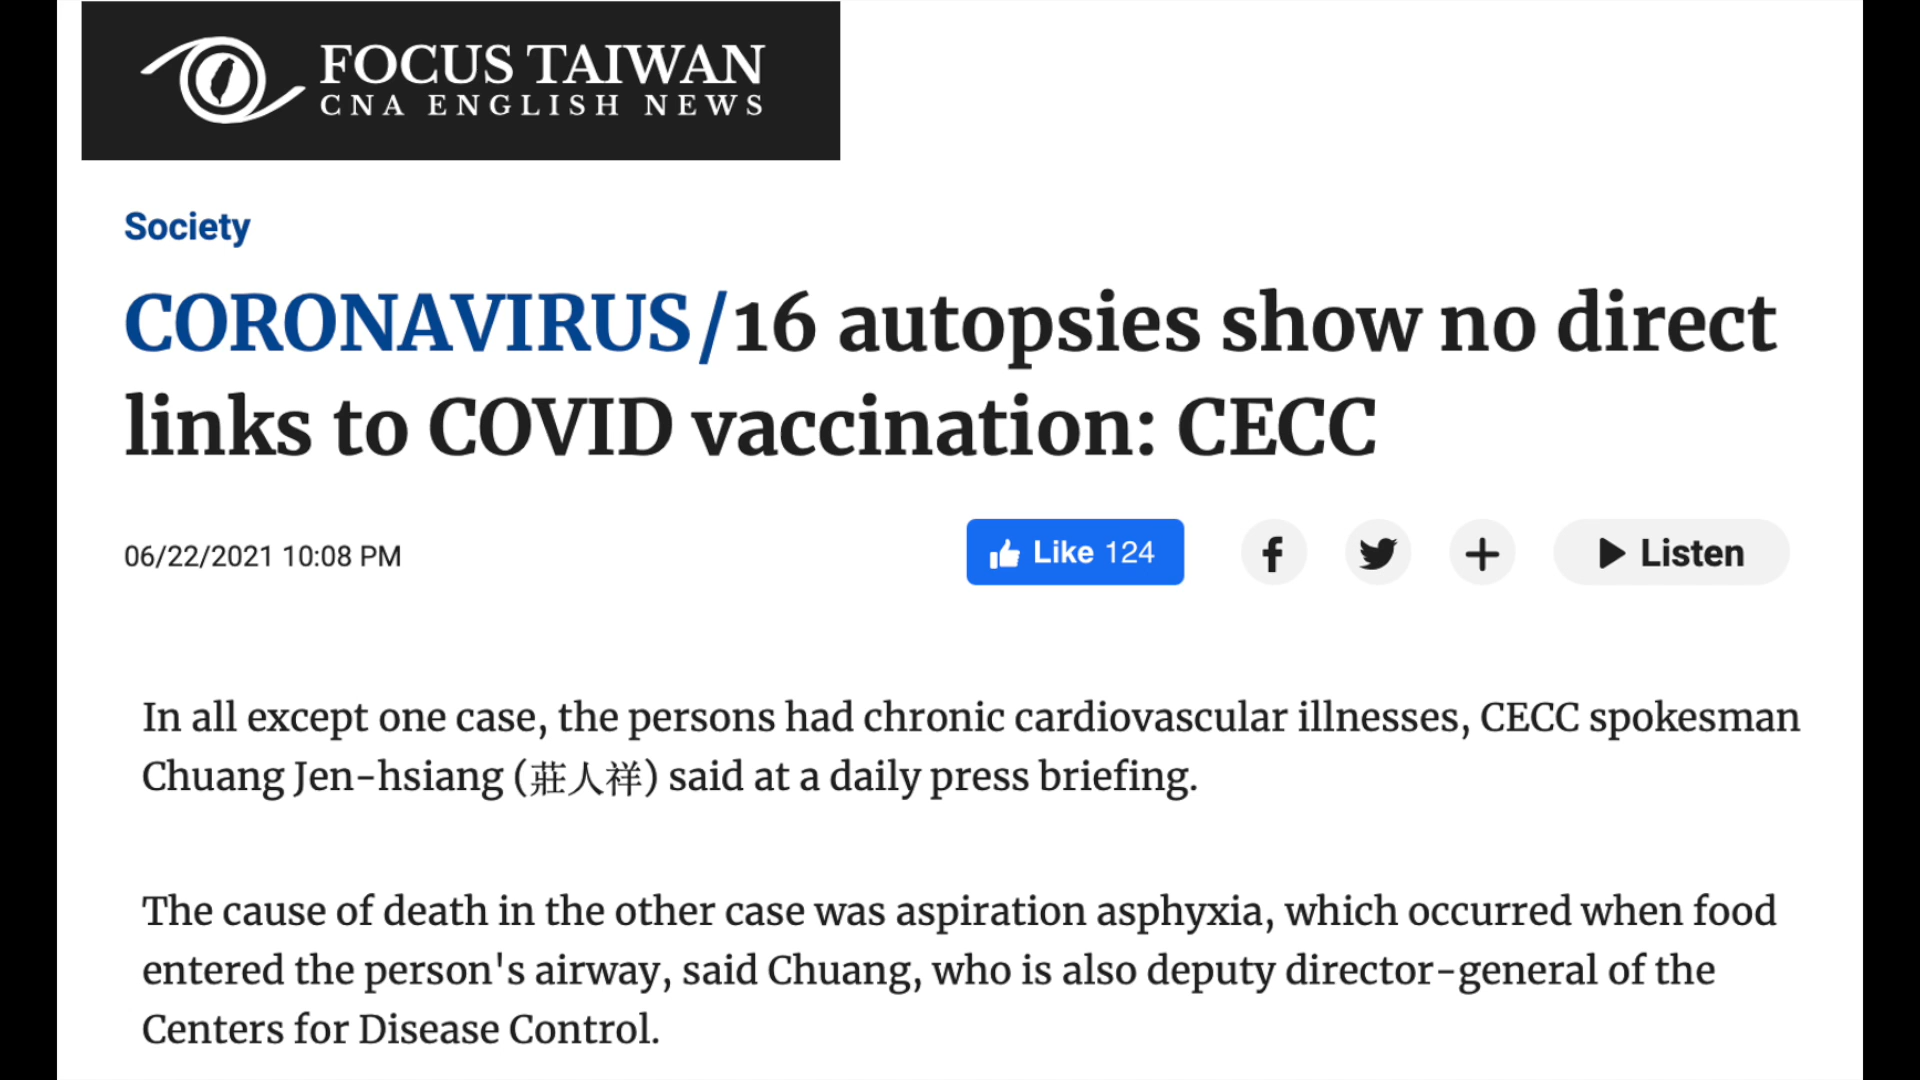 FOCUS TAIWAN
CNA ENGLISH NEWS
Society
CORONAVIRUS/16 autopsies show no direct
links to COVID vaccination: CECC
06/22/2021 10:08 PM
Like 124
f
+
Listen
In all except one case, the persons had chronic cardiovascular illnesses, CECC spokesman
Chuang Jen-hsiang (莊人祥) said at a daily press briefing.
The cause of death in the other case was aspiration asphyxia, which occurred when food
entered the person's airway, said Chuang, who is also deputy director-general of the
Centers for Disease Control.